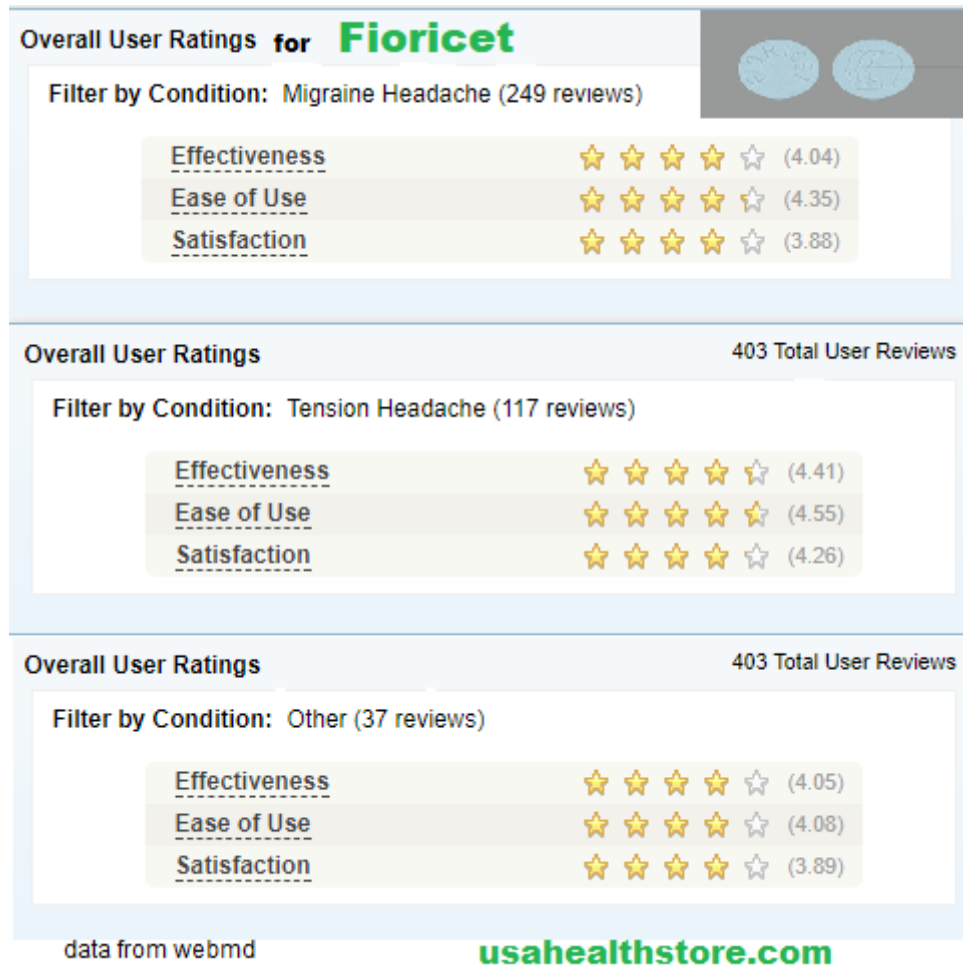 Overall User Ratings for Fioricet
Filter by Condition: Migraine Headache (249 reviews)
Effectiveness (4.04)
Ease of Use (4.35)
Satisfaction (3.88)
Overall User Ratings 403 Total User Reviews
Filter by Condition: Tension Headache (117 reviews)
Effectiveness (4.41)
Ease of Use (4.55)
Satisfaction (4.26)
Overall User Ratings 403 Total User Reviews
Filter by Condition: Other (37 reviews)
Effectiveness (4.05)
Ease of Use (4.08)
Satisfaction (3.89)
data from webmd usahealthstore.com